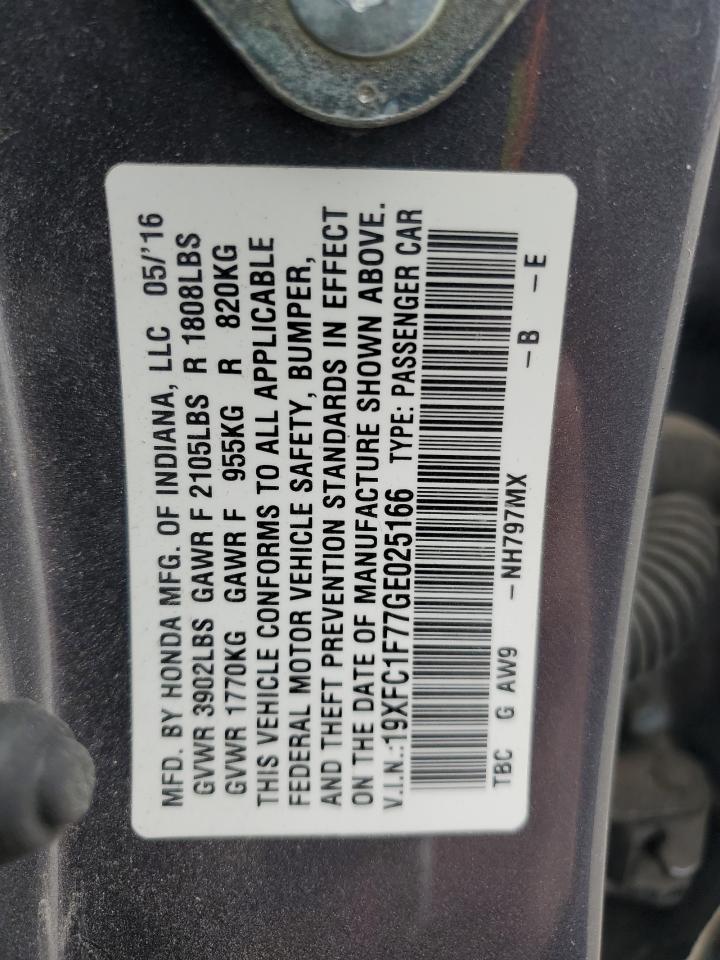 MFD. BY HONDA MFG. OF INDIANA, LLC 05/'16
GVWR 3902LBS GAWR F 2105LBS R 1808LBS
GVWR 1770KG GAWR F 955KG R 820KG
THIS VEHICLE CONFORMS TO ALL APPLICABLE
FEDERAL MOTOR VEHICLE SAFETY, BUMPER,
AND THEFT PREVENTION STANDARDS IN EFFECT
ON THE DATE OF MANUFACTURE SHOWN ABOVE.
V.I.N.:19XFC1F77GE025166 TYPE: PASSENGER CAR
TBC G AW9 -NH797MX -B -E